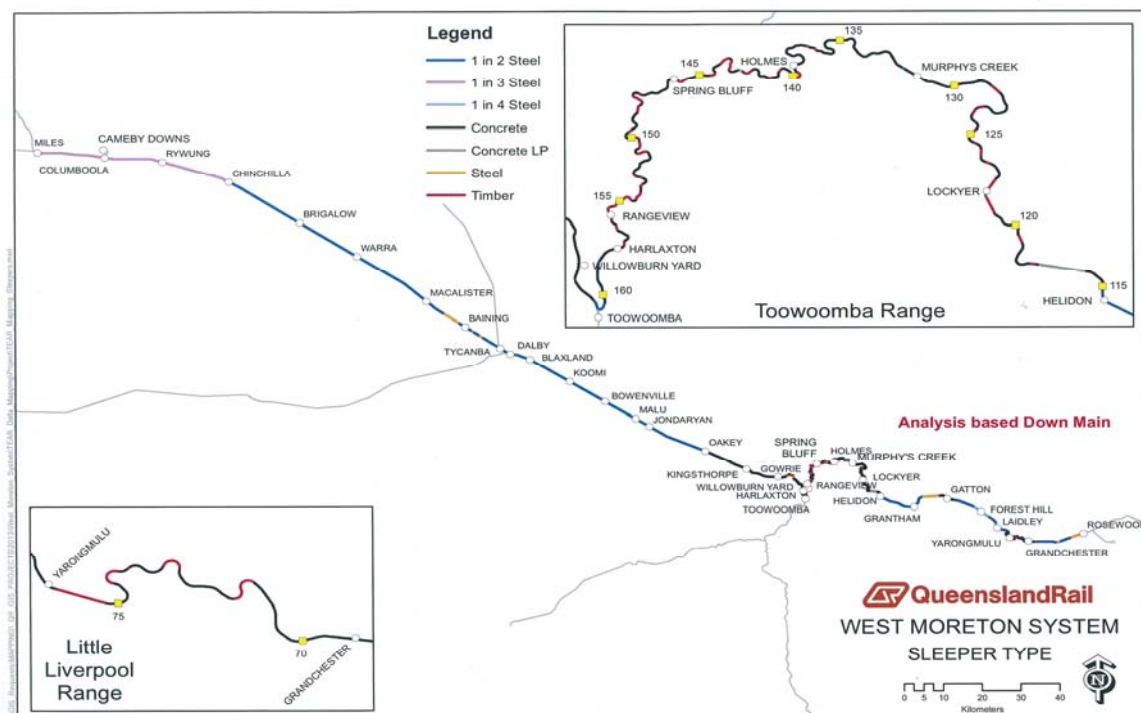 Legend
1 in 2 Steel
1 in 3 Steel
1 in 4 Steel
Concrete
Concrete LP
Steel
Timber
MILES
CAMEBY DOWNS
COLUMBOOLA
RYWUNG
CHINCHILLA
BRIGALOW
WARRA
MACALISTER
BAINING
TYCANBA
DALBY
BLAXLAND
KOOMI
BOWENVILLE
MALU
JONDARYAN
OAKEY
KINGSTHORPE
GOWRIE
WILLOWBURN YARD
HARLAXTON
TOOWOOMBA
SPRING
BLUFF
HOLMES
MURPHY'S CREEK
RANGEVIEW
LOCKYER
HELIDON
GRANTHAM
GATTON
FOREST HILL
LAIDLEY
YARONGMULU
GRANDCHESTER
ROSEWOOD
135
HOLMES
145
140
SPRING BLUFF
MURPHYS CREEK
130
150
125
155
RANGEVIEW
LOCKYER
120
HARLAXTON
WILLOWBURN YARD
160
TOOWOOMBA
115
HELIDON
Toowoomba Range
Analysis based Down Main
YARONGMULU
75
70
GRANDCHESTER
Little
Liverpool
Range
QueenslandRail
WEST MORETON SYSTEM
SLEEPER TYPE
N
0 5 10 20 30 40
Kilometers